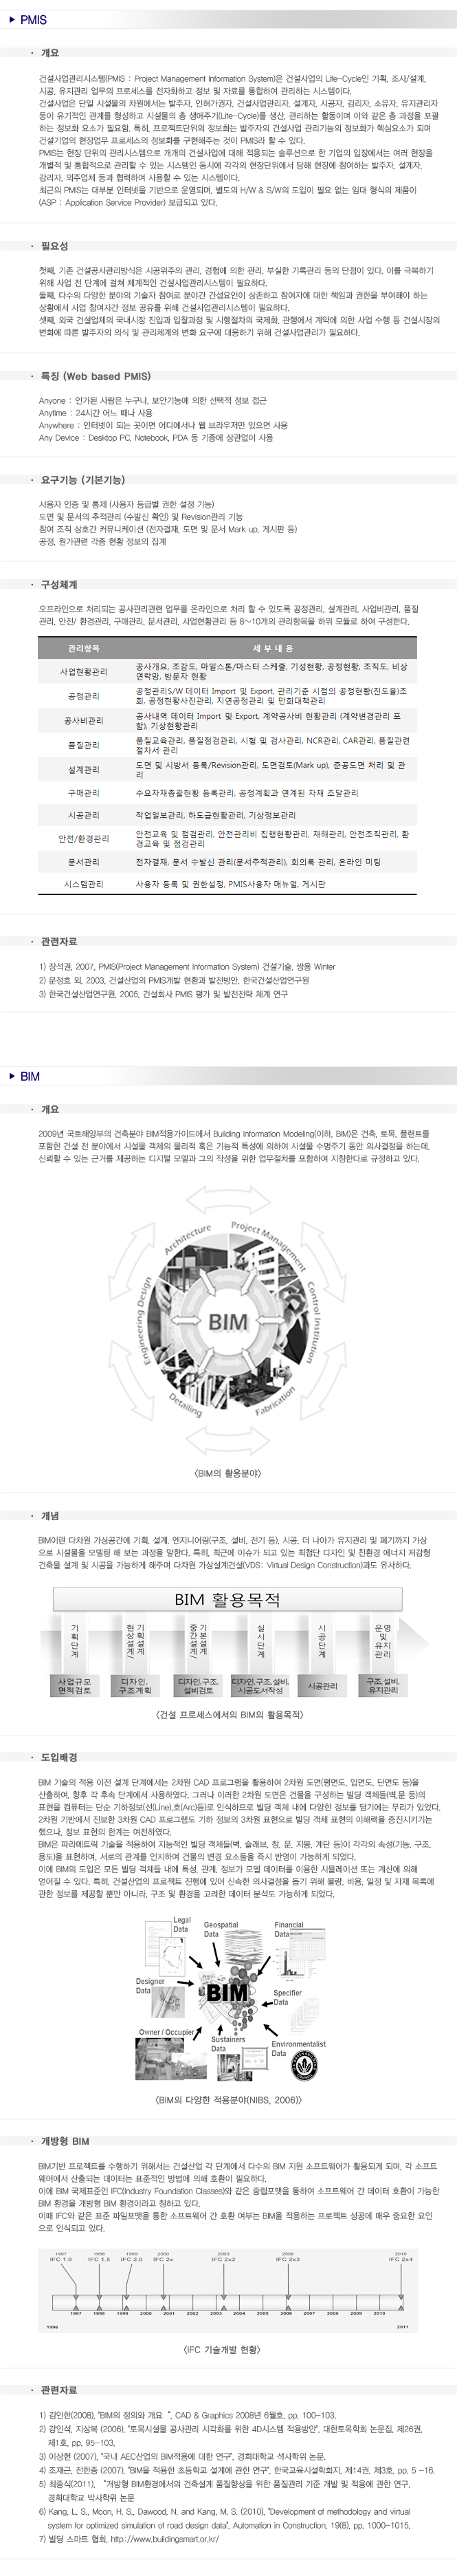 ▶ PMIS
· 개요
건설사업관리시스템(PMIS : Project Management Information System)은 건설사업의 Life-Cycle인 기획, 조사/설계,
시공, 유지관리 업무의 프로세스를 전자화하고 정보 및 자료를 통합하여 관리하는 시스템이다.
건설사업은 단일 시설물의 차원에서는 발주자, 인허가권자, 건설사업관리자, 설계자, 시공자, 감리자, 소유자, 유지관리자
등이 유기적인 관계를 형성하고 시설물의 총 생애주기(Life-Cycle)를 생산, 관리하는 활동이며 이와 같은 총 과정을 포괄
하는 정보화 요소가 필요함. 특히, 프로젝트단위의 정보화는 발주자의 건설사업 관리기능의 정보화가 핵심요소가 되며
건설기업의 현장업무 프로세스의 정보화를 구현해주는 것이 PMIS라 할 수 있다.
PMIS는 현장 단위의 관리시스템으로 개개의 건설사업에 대해 적용되는 솔루션으로 한 기업의 입장에서는 여러 현장을
개별적 및 통합적으로 관리할 수 있는 시스템인 동시에 각각의 현장단위에서 당해 현장에 참여하는 발주자, 설계자,
감리자, 외주업체 등과 협력하여 사용할 수 있는 시스템이다.
최근의 PMIS는 대부분 인터넷을 기반으로 운영되며, 별도의 H/W & S/W의 도입이 필요 없는 임대 형식의 제품이
(ASP : Application Service Provider) 보급되고 있다.
· 필요성
첫째, 기존 건설공사관리방식은 시공위주의 관리, 경험에 의한 관리, 부실한 기록관리 등의 단점이 있다. 이를 극복하기
위해 사업 전 단계에 걸쳐 체계적인 건설사업관리시스템이 필요하다.
둘째, 다수의 다양한 분야의 기술자 참여로 분야간 간섭요인이 상존하고 참여자에 대한 책임과 권한을 부여해야 하는
상황에서 사업 참여자간 정보 공유를 위해 건설사업관리시스템이 필요하다.
셋째, 외국 건설업체의 국내시장 진입과 입찰과정 및 시행절차의 국제화, 관행에서 계약에 의한 사업 수행 등 건설시장의
변화에 따른 발주자의 의식 및 관리체계의 변화 요구에 대응하기 위해 건설사업관리가 필요하다.
· 특징 (Web based PMIS)
Anyone : 인가된 사람은 누구나, 보안기능에 의한 선택적 정보 접근
Anytime : 24시간 어느 때나 사용
Anywhere : 인터넷이 되는 곳이면 어디에서나 웹 브라우저만 있으면 사용
Any Device : Desktop PC, Notebook, PDA 등 기종에 상관없이 사용
· 요구기능 (기본기능)
사용자 인증 및 통제 (사용자 등급별 권한 설정 기능)
도면 및 문서의 추적관리 (수발신 확인) 및 Revision관리 기능
참여 조직 상호간 커뮤니케이션 (전자결재, 도면 및 문서 Mark up, 게시판 등)
공정, 원가관련 각종 현황 정보의 집계
· 구성체계
오프라인으로 처리되는 공사관리관련 업무를 온라인으로 처리 할 수 있도록 공정관리, 설계관리, 사업비관리, 품질
관리, 안전/ 환경관리, 구매관리, 문서관리, 사업현황관리 등 8~10개의 관리항목을 하위 모듈로 하여 구성한다.
관리항목 세 부 내 용
사업현황관리 공사개요, 조감도, 마일스톤/마스터 스케줄, 기성현황, 공정현황, 조직도, 비상
연락망, 방문자 현황
공정관리 공정관리S/W 데이터 Import 및 Export, 관리기준 시점의 공정현황(진도율)조
회, 공정현황사진관리, 지연공정관리 및 만회대책관리
공사비관리 공사내역 데이터 Import 및 Export, 계약공사비 현황관리 (계약변경관리 포
함), 기상현황관리
품질관리 품질교육관리, 품질점검관리, 시험 및 검사관리, NCR관리, CAR관리, 품질관련
절차서 관리
설계관리 도면 및 시방서 등록/Revision관리, 도면검토(Mark up), 준공도면 처리 및 관
리
구매관리 수요자재총괄현황 등록관리, 공정계획과 연계된 자재 조달관리
시공관리 작업일보관리, 하도급현황관리, 기상정보관리
안전/환경관리 안전교육 및 점검관리, 안전관리비 집행현황관리, 재해관리, 안전조직관리, 환
경교육 및 점검관리
문서관리 전자결재, 문서 수발신 관리(문서추적관리), 회의록 관리, 온라인 미팅
시스템관리 사용자 등록 및 권한설정, PMIS사용자 매뉴얼, 게시판
· 관련자료
1) 장석권, 2007, PMIS(Project Management Information System) 건설기술, 쌍용 Winter
2) 문정호 외, 2003, 건설산업의 PMIS개발 현황과 발전방안, 한국건설산업연구원
3) 한국건설산업연구원, 2005, 건설회사 PMIS 평가 및 발전전략 체계 연구
▶ BIM
· 개요
2009년 국토해양부의 건축분야 BIM적용가이드에서 Building Information Modeling(이하, BIM)은 건축, 토목, 플랜트를
포함한 건설 전 분야에서 시설물 객체의 물리적 혹은 기능적 특성에 의하여 시설물 수명주기 동안 의사결정을 하는데,
신뢰할 수 있는 근거를 제공하는 디지털 모델과 그의 작성을 위한 업무절차를 포함하여 지칭한다로 규정하고 있다.
Architecture
Project Management
Engineering Design
BIM
Control Institution
Detailing
Fabrication
<BIM의 활용분야>
· 개념
BIM이란 다차원 가상공간에 기획, 설계, 엔지니어링(구조, 설비, 전기 등), 시공, 더 나아가 유지관리 및 폐기까지 가상
으로 시설물을 모델링 해 보는 과정을 말한다. 특히, 최근에 이슈가 되고 있는 최첨단 디자인 및 친환경 에너지 저감형
건축물 설계 및 시공을 가능하게 해주며 다차원 가상설계건설(VDS: Virtual Design Construction)과도 유사하다.
BIM 활용목적
기획단계
기획설계/
현상설계
기본설계/
중간설계
실시단계
시공단계
운영
및
유지
관리
사업규모
면적검토
디자인,
구조계획
디자인,구조,
설비검토
디자인,구조,설비,
시공도서작성
시공관리
구조,설비,
유지관리
<건설 프로세스에서의 BIM의 활용목적>
· 도입배경
BIM 기술의 적용 이전 설계 단계에서는 2차원 CAD 프로그램을 활용하여 2차원 도면(평면도, 입면도, 단면도 등)을
산출하여, 향후 각 후속 단계에서 사용하였다. 그러나 이러한 2차원 도면은 건물을 구성하는 빌딩 객체들(벽,문 등)의
표현을 컴퓨터는 단순 기하정보(선(Line),호(Arc)등)로 인식하므로 빌딩 객체 내에 다양한 정보를 담기에는 무리가 있었다.
2차원 기반에서 진보한 3차원 CAD 프로그램도 기하 정보의 3차원 표현으로 빌딩 객체 표현의 이해력을 증진시키기는
했으나, 정보 표현의 한계는 여전하였다.
BIM은 파라메트릭 기술을 적용하여 지능적인 빌딩 객체들(벽, 슬래브, 창, 문, 지붕, 계단 등)이 각각의 속성(기능, 구조,
용도)을 표현하며, 서로의 관계를 인지하여 건물의 변경 요소들을 즉시 반영이 가능하게 되었다.
이에 BIM의 도입은 모든 빌딩 객체들 내에 특성, 관계, 정보가 모델 데이터를 이용한 시뮬레이션 또는 계산에 의해
얻어질 수 있다. 특히, 건설산업의 프로젝트 진행에 있어 신속한 의사결정을 돕기 위해 물량, 비용, 일정 및 자재 목록에
관한 정보를 제공할 뿐만 아니라, 구조 및 환경을 고려한 데이터 분석도 가능하게 되었다.
Legal
Data
Geospatial
Data
Financial
Data
Designer
Data
BIM
Specifier
Data
Owner / Occupier
Sustainers
Data
Environmentalist
Data
<BIM의 다양한 적용분야(NIBS, 2006)>
· 개방형 BIM
BIM기반 프로젝트를 수행하기 위해서는 건설산업 각 단계에서 다수의 BIM 지원 소프트웨어가 활용되게 되며, 각 소프트
웨어에서 산출되는 데이터는 표준적인 방법에 의해 호환이 필요하다.
이에 BIM 국제표준인 IFC(Industry Foundation Classes)와 같은 중립포맷을 통하여 소프트웨어 간 데이터 호환이 가능한
BIM 환경을 개방형 BIM 환경이라고 칭하고 있다.
이때 IFC와 같은 표준 파일포맷을 통한 소프트웨어 간 호환 여부는 BIM을 적용하는 프로젝트 성공에 매우 중요한 요인
으로 인식되고 있다.
1997 1998 1999 2000 2003 2006 2010
IFC 1.0 IFC 1.5 IFC 2.0 IFC 2x IFC 2x2 IFC 2x3 IFC 2x4
1997 1998 1999 2000 2001 2002 2003 2004 2005 2006 2007 2008 2009 2010
1996 2011
<IFC 기술개발 현황>
· 관련자료
1) 김인한(2008), "BIM의 정의와 개요 ", CAD & Graphics 2008년 6월호, pp. 100-103.
2) 강인석, 지상복 (2006), "토목시설물 공사관리 시각화를 위한 4D시스템 적용방안", 대한토목학회 논문집, 제26권,
제1호, pp. 95-103.
3) 이상헌 (2007), "국내 AEC산업의 BIM적용에 대한 연구", 경희대학교 석사학위 논문.
4) 조재근, 전한종 (2007), "BIM을 적용한 초등학교 설계에 관한 연구", 한국교육시설학회지, 제14권, 제3호, pp. 5 -16.
5) 최중식(2011), "개방형 BIM환경에서의 건축설계 품질향상을 위한 품질관리 기준 개발 및 적용에 관한 연구,
경희대학교 박사학위 논문
6) Kang, L. S., Moon, H. S., Dawood, N. and Kang, M. S. (2010), "Development of methodology and virtual
system for optimized simulation of road design data", Automation in Construction, 19(8), pp. 1000-1015.
7) 빌딩 스마트 협회, http://www.buildingsmart.or.kr/